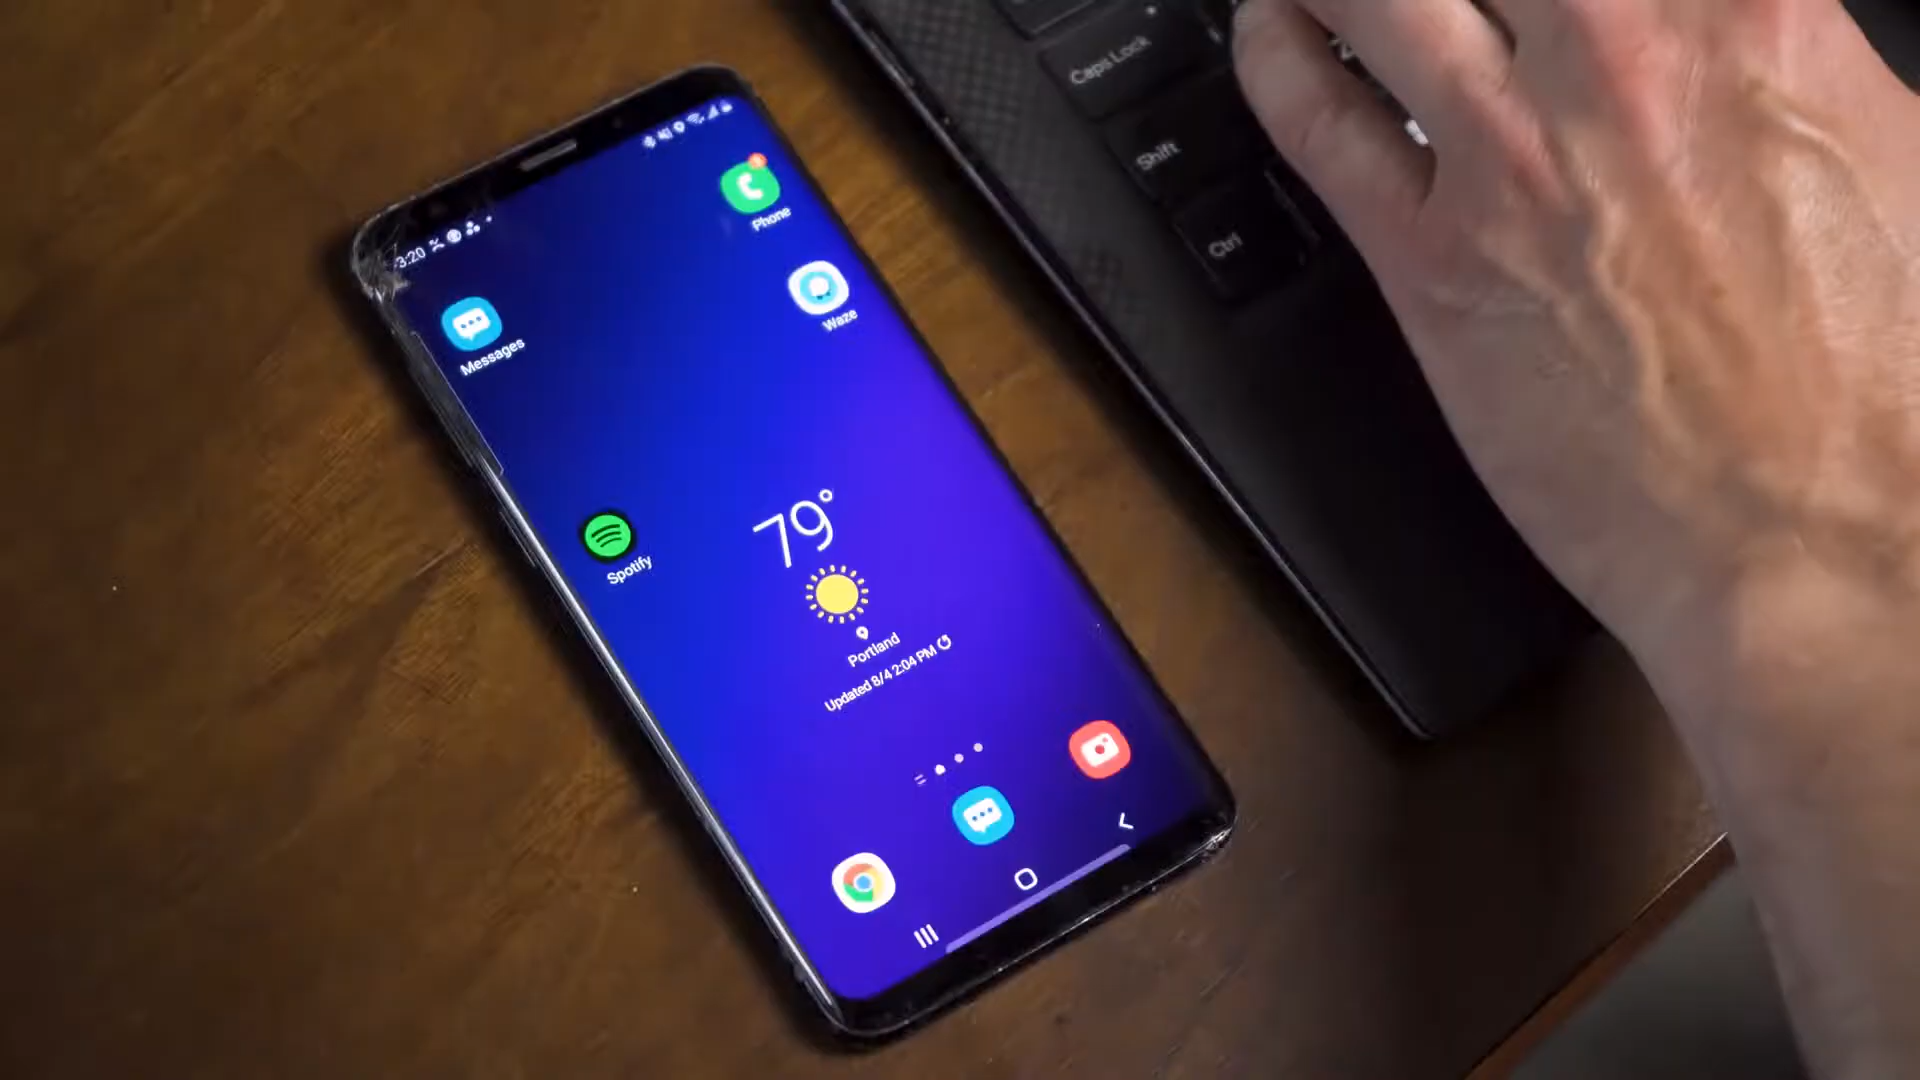 3:20
Phone
Messages
Waze
Spotify
79°
Portland
Updated 8/4 2:04 PM
Caps Lock
Shift
Ctrl
Z